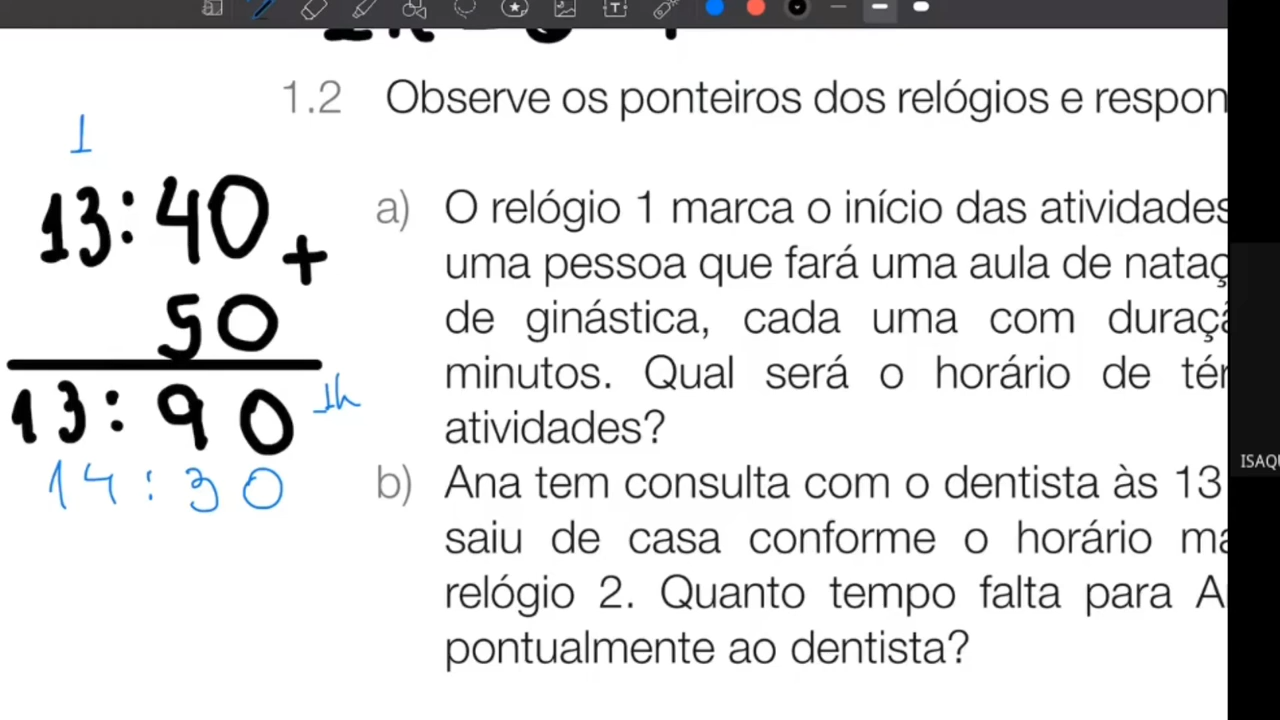 1.2 Observe os ponteiros dos relógios e respon
1
13:40
+
50
13:90 1h
14:30
a) O relógio 1 marca o início das atividades
uma pessoa que fará uma aula de nataç
de ginástica, cada uma com duraçã
minutos. Qual será o horário de tér
atividades?
b) Ana tem consulta com o dentista às 13
saiu de casa conforme o horário ma
relógio 2. Quanto tempo falta para A
pontualmente ao dentista?
ISAQU